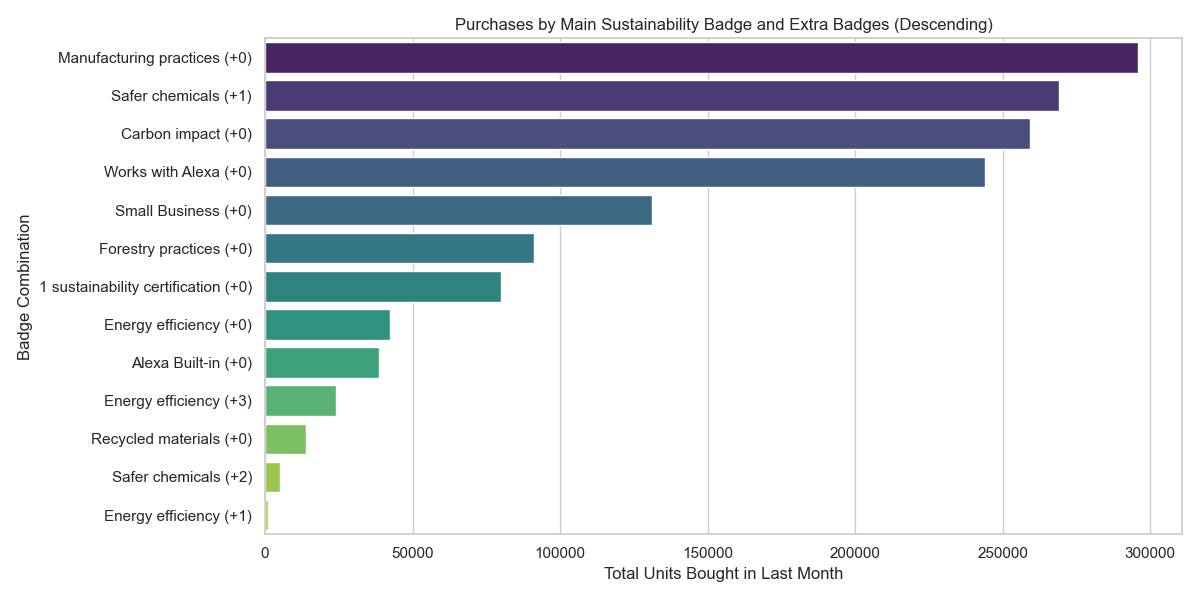 Purchases by Main Sustainability Badge and Extra Badges (Descending)
Manufacturing practices (+0)
Safer chemicals (+1)
Carbon impact (+0)
Works with Alexa (+0)
Small Business (+0)
Forestry practices (+0)
1 sustainability certification (+0)
Energy efficiency (+0)
Alexa Built-in (+0)
Energy efficiency (+3)
Recycled materials (+0)
Safer chemicals (+2)
Energy efficiency (+1)
Badge Combination
0 50000 100000 150000 200000 250000 300000
Total Units Bought in Last Month